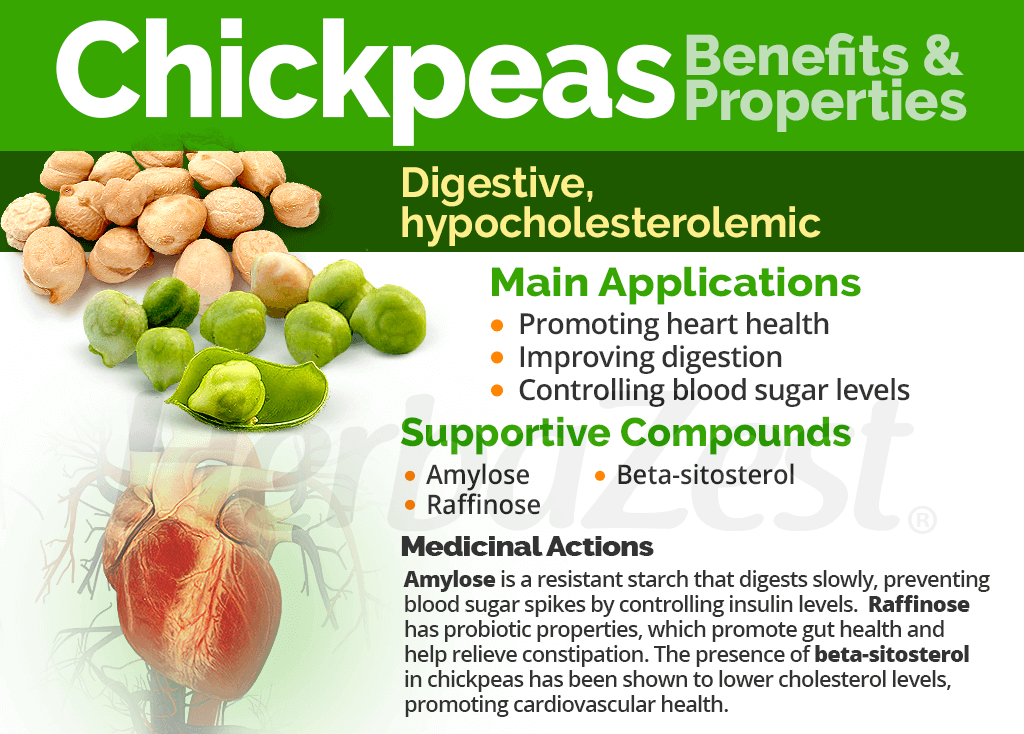 Chickpeas Benefits &
Properties
Digestive,
hypocholesterolemic
Main Applications
• Promoting heart health
• Improving digestion
• Controlling blood sugar levels
HerbaZest®
Supportive Compounds
• Amylose • Beta-sitosterol
• Raffinose
Medicinal Actions
Amylose is a resistant starch that digests slowly, preventing
blood sugar spikes by controlling insulin levels. Raffinose
has probiotic properties, which promote gut health and
help relieve constipation. The presence of beta-sitosterol
in chickpeas has been shown to lower cholesterol levels,
promoting cardiovascular health.